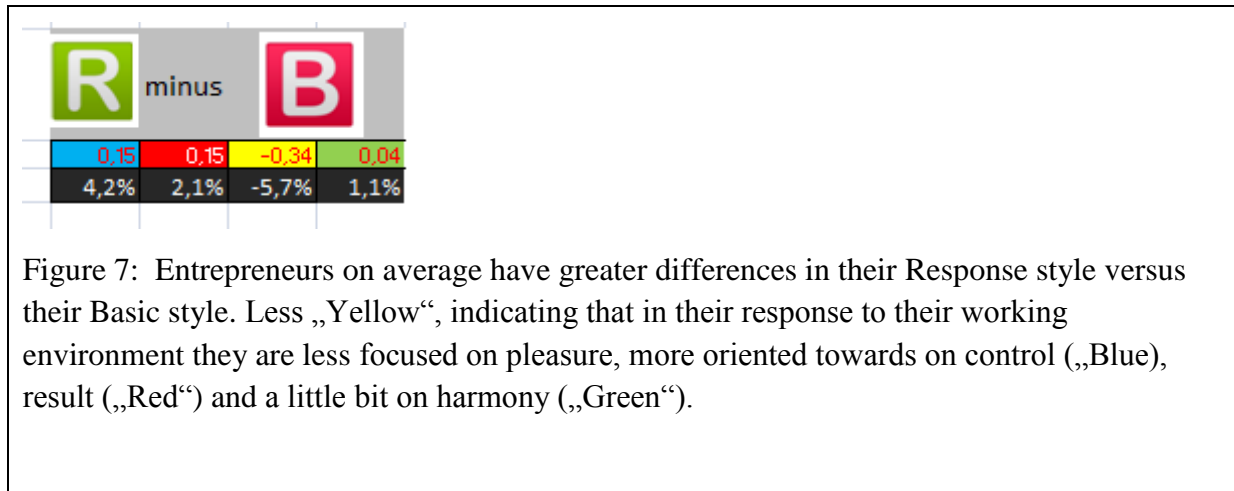 R minus B
0,15 0,15 -0,34 0,04
4,2% 2,1% -5,7% 1,1%
Figure 7:  Entrepreneurs on average have greater differences in their Response style versus
their Basic style. Less „Yellow“, indicating that in their response to their working
environment they are less focused on pleasure, more oriented towards on control („Blue),
result („Red“) and a little bit on harmony („Green“).